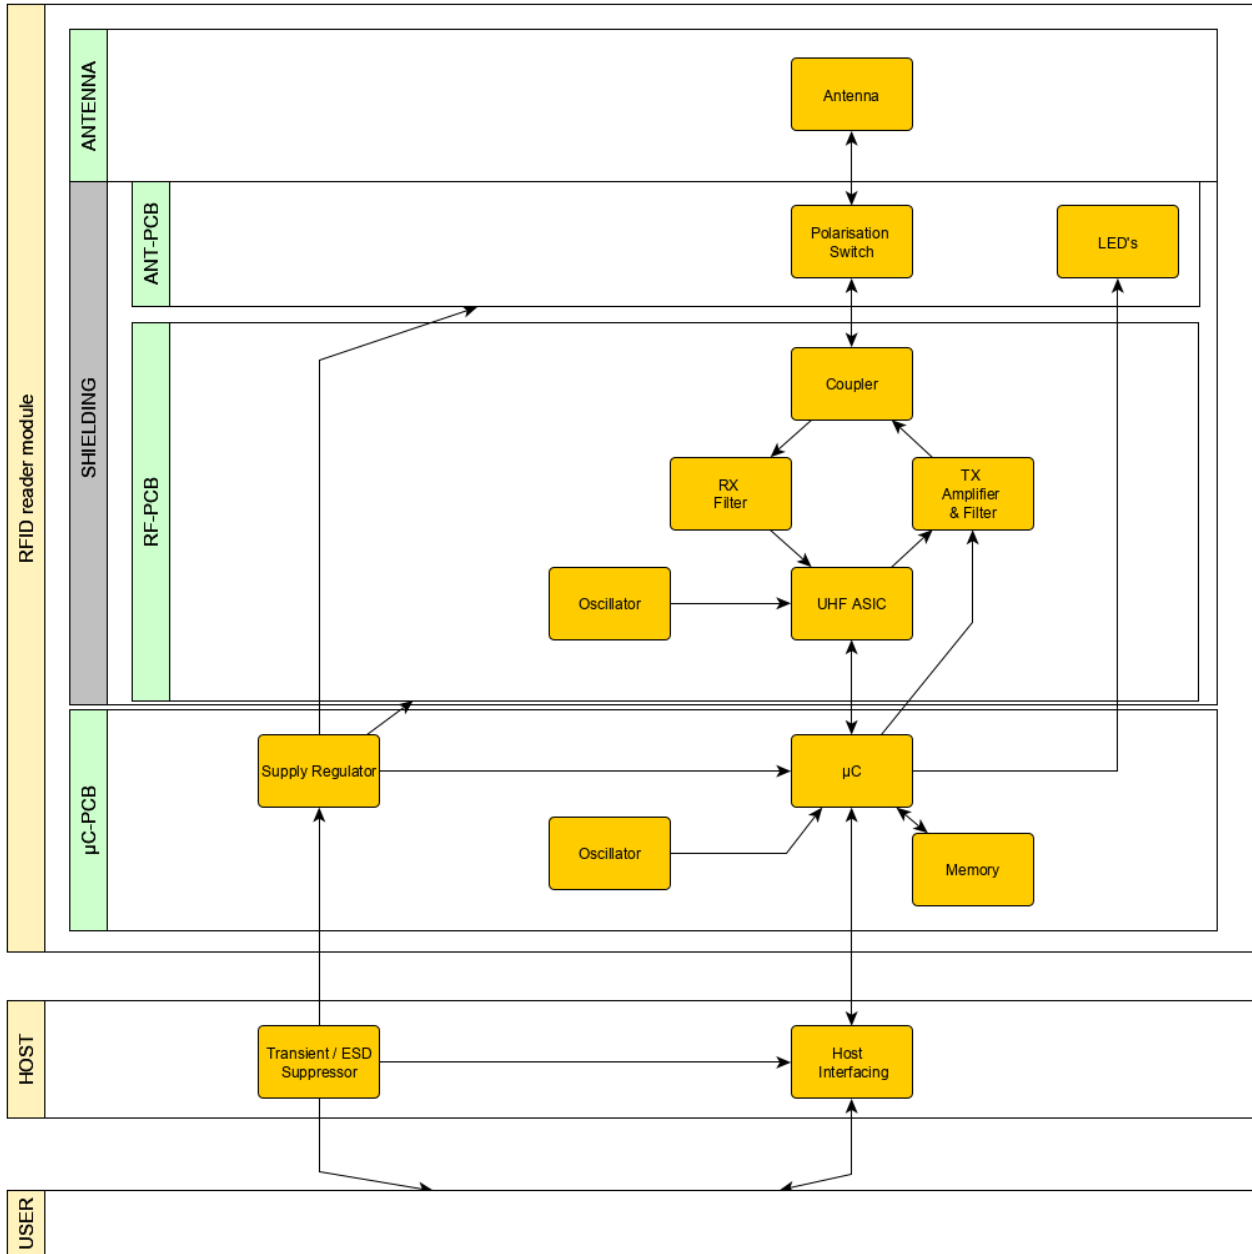 RFID reader module
ANTENNA
Antenna
SHIELDING
ANT-PCB
Polarisation
Switch
LED's
RF-PCB
Coupler
RX
Filter
TX
Amplifier
& Filter
Oscillator
UHF ASIC
µC-PCB
Supply Regulator
µC
Oscillator
Memory
HOST
Transient / ESD
Suppressor
Host
Interfacing
USER